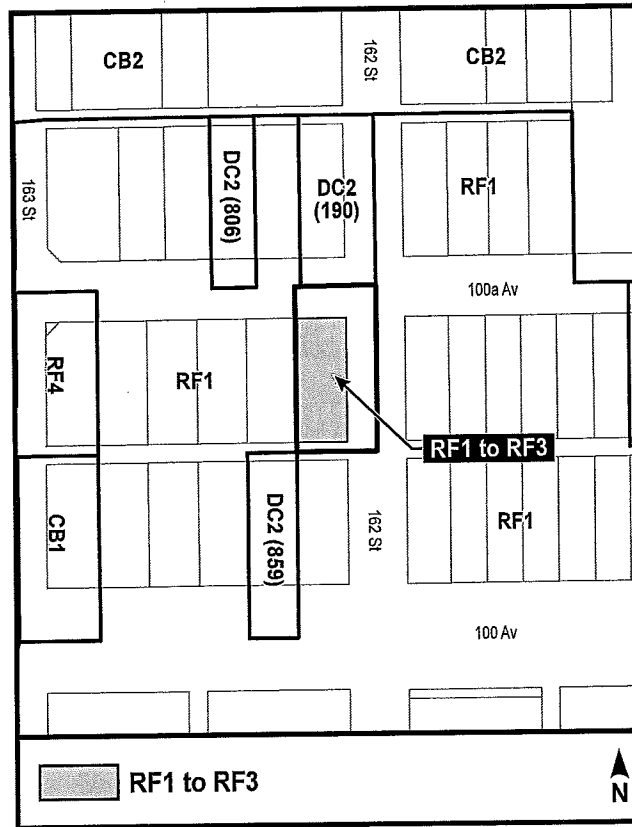 CB2
162 St
CB2
163 St
DC2 (806)
DC2
(190)
RF1
100a Av
RF4
RF1
RF1 to RF3
CB1
DC2 (859)
162 St
RF1
100 Av
RF1 to RF3
N